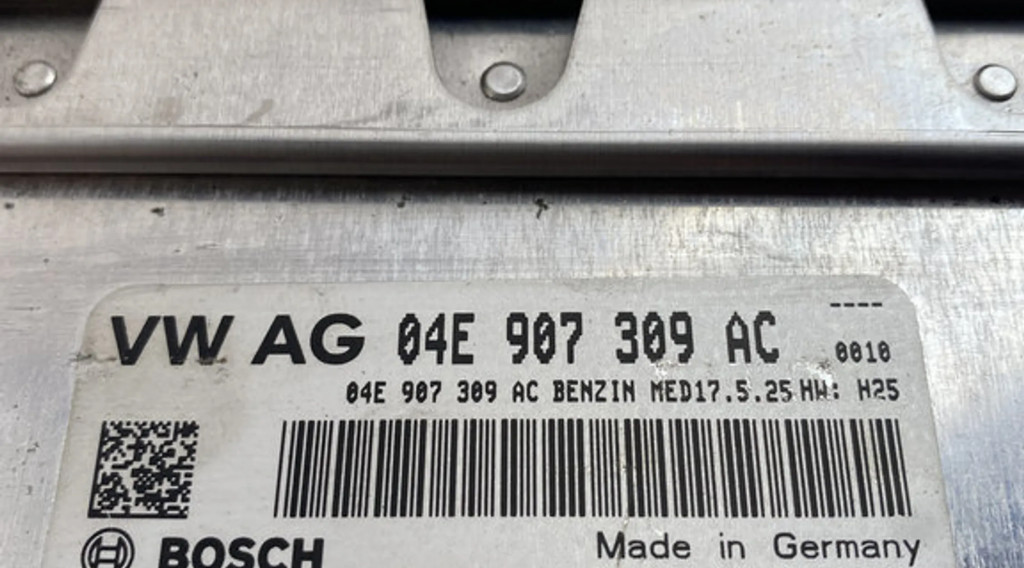 VW AG 04E 907 309 AC
----
0010
04E 907 309 AC BENZIN MED17.5.25 HW: H25
BOSCH
Made in Germany